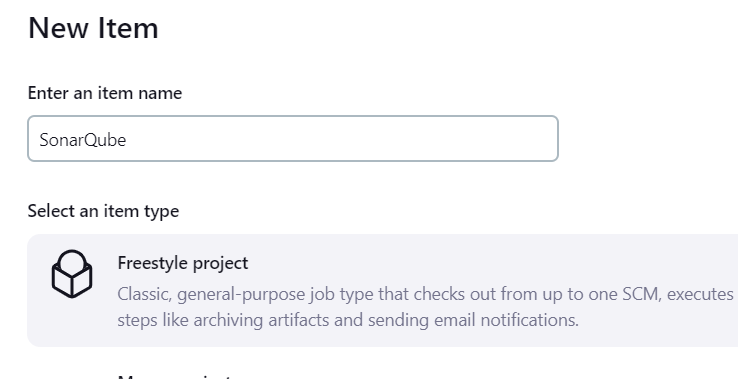 New Item
Enter an item name
SonarQube
Select an item type
Freestyle project
Classic, general-purpose job type that checks out from up to one SCM, executes
steps like archiving artifacts and sending email notifications.